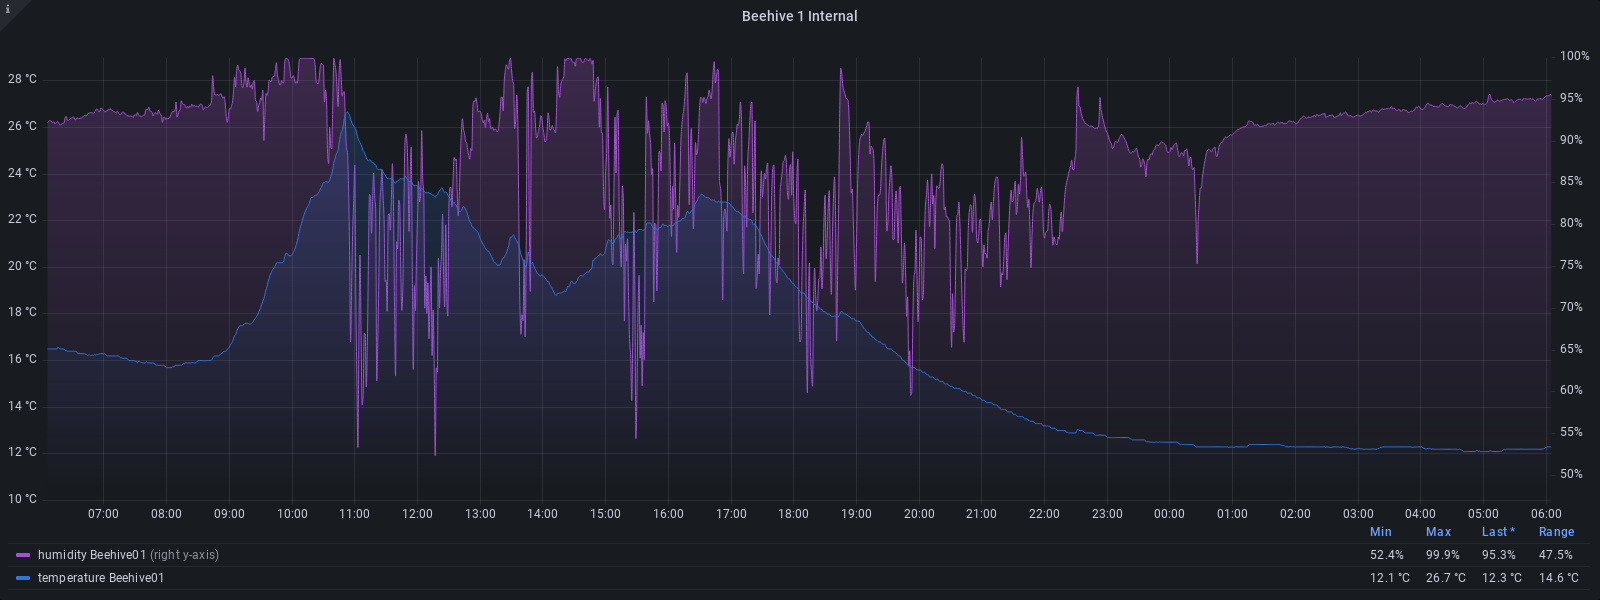 i
Beehive 1 Internal
28 °C
26 °C
24 °C
22 °C
20 °C
18 °C
16 °C
14 °C
12 °C
10 °C
100%
95%
90%
85%
80%
75%
70%
65%
60%
55%
50%
07:00 08:00 09:00 10:00 11:00 12:00 13:00 14:00 15:00 16:00 17:00 18:00 19:00 20:00 21:00 22:00 23:00 00:00 01:00 02:00 03:00 04:00 05:00 06:00
Min Max Last * Range
humidity Beehive01 (right y-axis) 52.4% 99.9% 95.3% 47.5%
temperature Beehive01 12.1 °C 26.7 °C 12.3 °C 14.6 °C